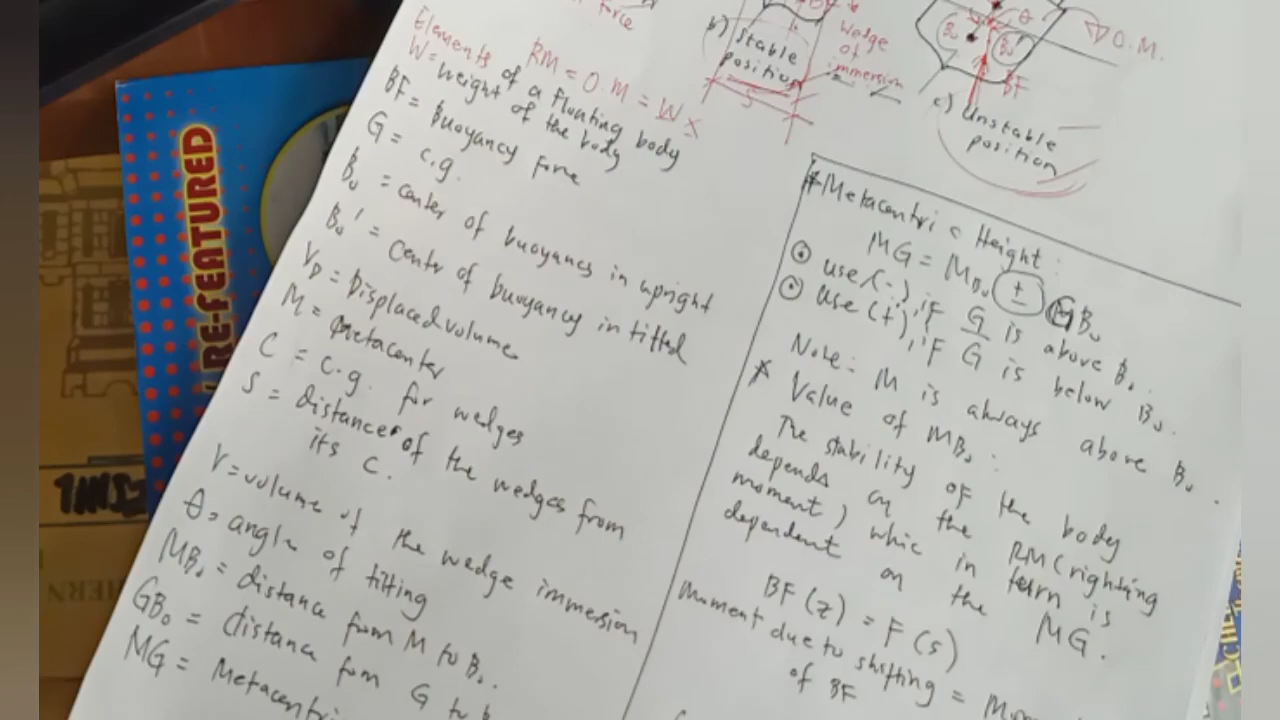 Force
RM = O.M = W x
Elements of a floating body
W = weight of the body
BF = Buoyancy force
G = c.g.
Bo = center of buoyancy in upright
Bo' = Center of buoyancy in tilted
VD = Displaced volume
M = Metacenter
C = c.g. for wedges
S = distance of the wedges from
its C.
V = volume of the wedge immersion
θ = angle of tilting
MBo = distance from M to Bo.
GBo = distance from G to
MG = Metacentri
b) Stable
position
wedge
of
immersion
S
θ
Bo
Bo'
BF
O.M.
c) Unstable
position
* Metacentric Height:
MG = MBo ± GBo
use (-), if G is above Bo.
use (+), if G is below Bo.
Note: M is always above Bo.
* Value of MBo:
The stability of the body
depends on the RM (righting
moment) whic in turn is
dependent on the MG.
BF (z) = F (s)
Moment due to shifting =
of BF
RE-FEATURED